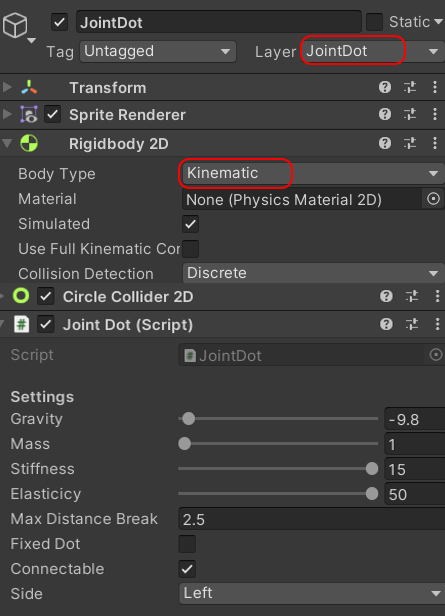 JointDot Static
Tag Untagged Layer JointDot
Transform
Sprite Renderer
Rigidbody 2D
Body Type Kinematic
Material None (Physics Material 2D)
Simulated
Use Full Kinematic Cor
Collision Detection Discrete
Circle Collider 2D
# Joint Dot (Script)
Script # JointDot
Settings
Gravity -9.8
Mass 1
Stiffness 15
Elasticicy 50
Max Distance Break 2.5
Fixed Dot
Connectable
Side Left